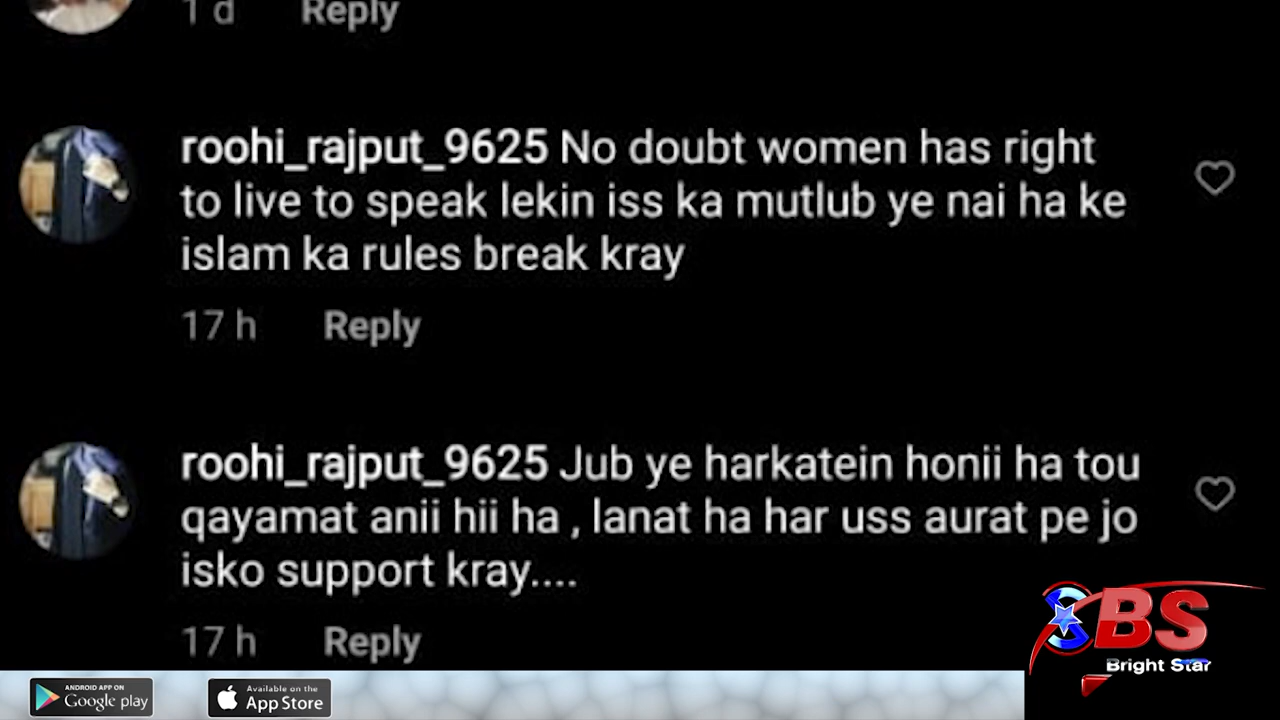 1 d Reply
roohi_rajput_9625 No doubt women has right
to live to speak lekin iss ka mutlub ye nai ha ke
islam ka rules break kray
17 h Reply
roohi_rajput_9625 Jub ye harkatein honii ha tou
qayamat anii hii ha , lanat ha har uss aurat pe jo
isko support kray....
17 h Reply
SBS
Bright Star
ANDROID APP ON
Google play
Available on the
App Store